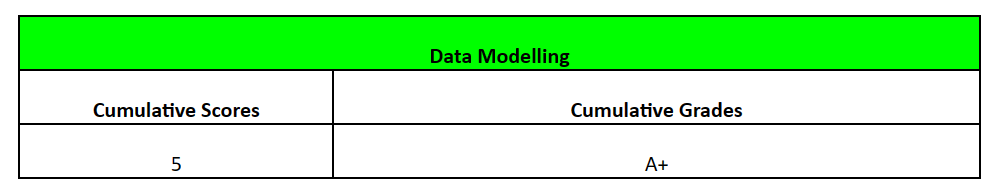 Data Modelling
Cumulative Scores Cumulative Grades
5 A+